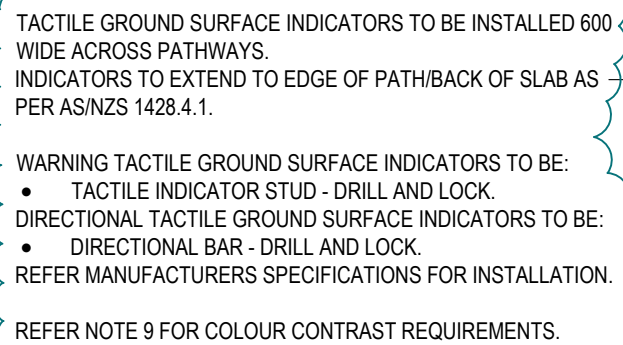 TACTILE GROUND SURFACE INDICATORS TO BE INSTALLED 600
WIDE ACROSS PATHWAYS.
INDICATORS TO EXTEND TO EDGE OF PATH/BACK OF SLAB AS
PER AS/NZS 1428.4.1.
WARNING TACTILE GROUND SURFACE INDICATORS TO BE:
● TACTILE INDICATOR STUD - DRILL AND LOCK.
DIRECTIONAL TACTILE GROUND SURFACE INDICATORS TO BE:
● DIRECTIONAL BAR - DRILL AND LOCK.
REFER MANUFACTURERS SPECIFICATIONS FOR INSTALLATION.
REFER NOTE 9 FOR COLOUR CONTRAST REQUIREMENTS.